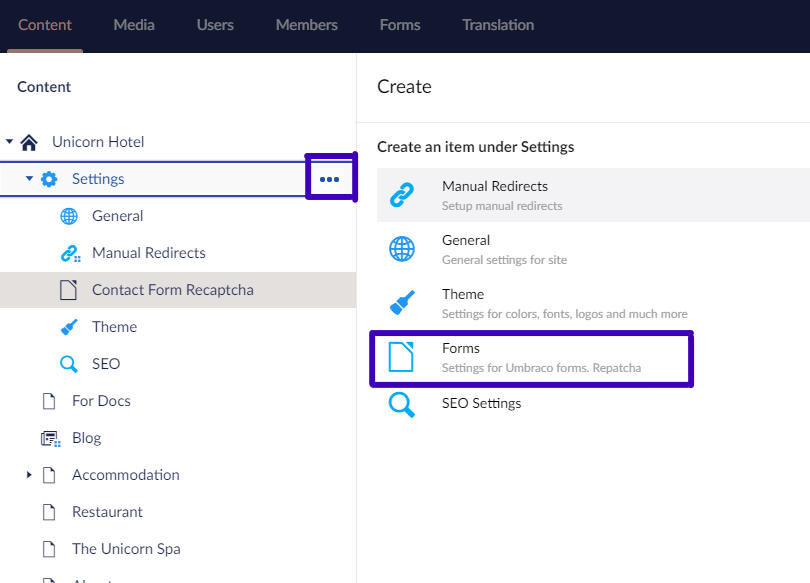 Content Media Users Members Forms Translation
Content
Unicorn Hotel
Settings
General
Manual Redirects
Contact Form Recaptcha
Theme
SEO
For Docs
Blog
Accommodation
Restaurant
The Unicorn Spa
Create
Create an item under Settings
Manual Redirects
Setup manual redirects
General
General settings for site
Theme
Settings for colors, fonts, logos and much more
Forms
Settings for Umbraco forms. Repatcha
SEO Settings